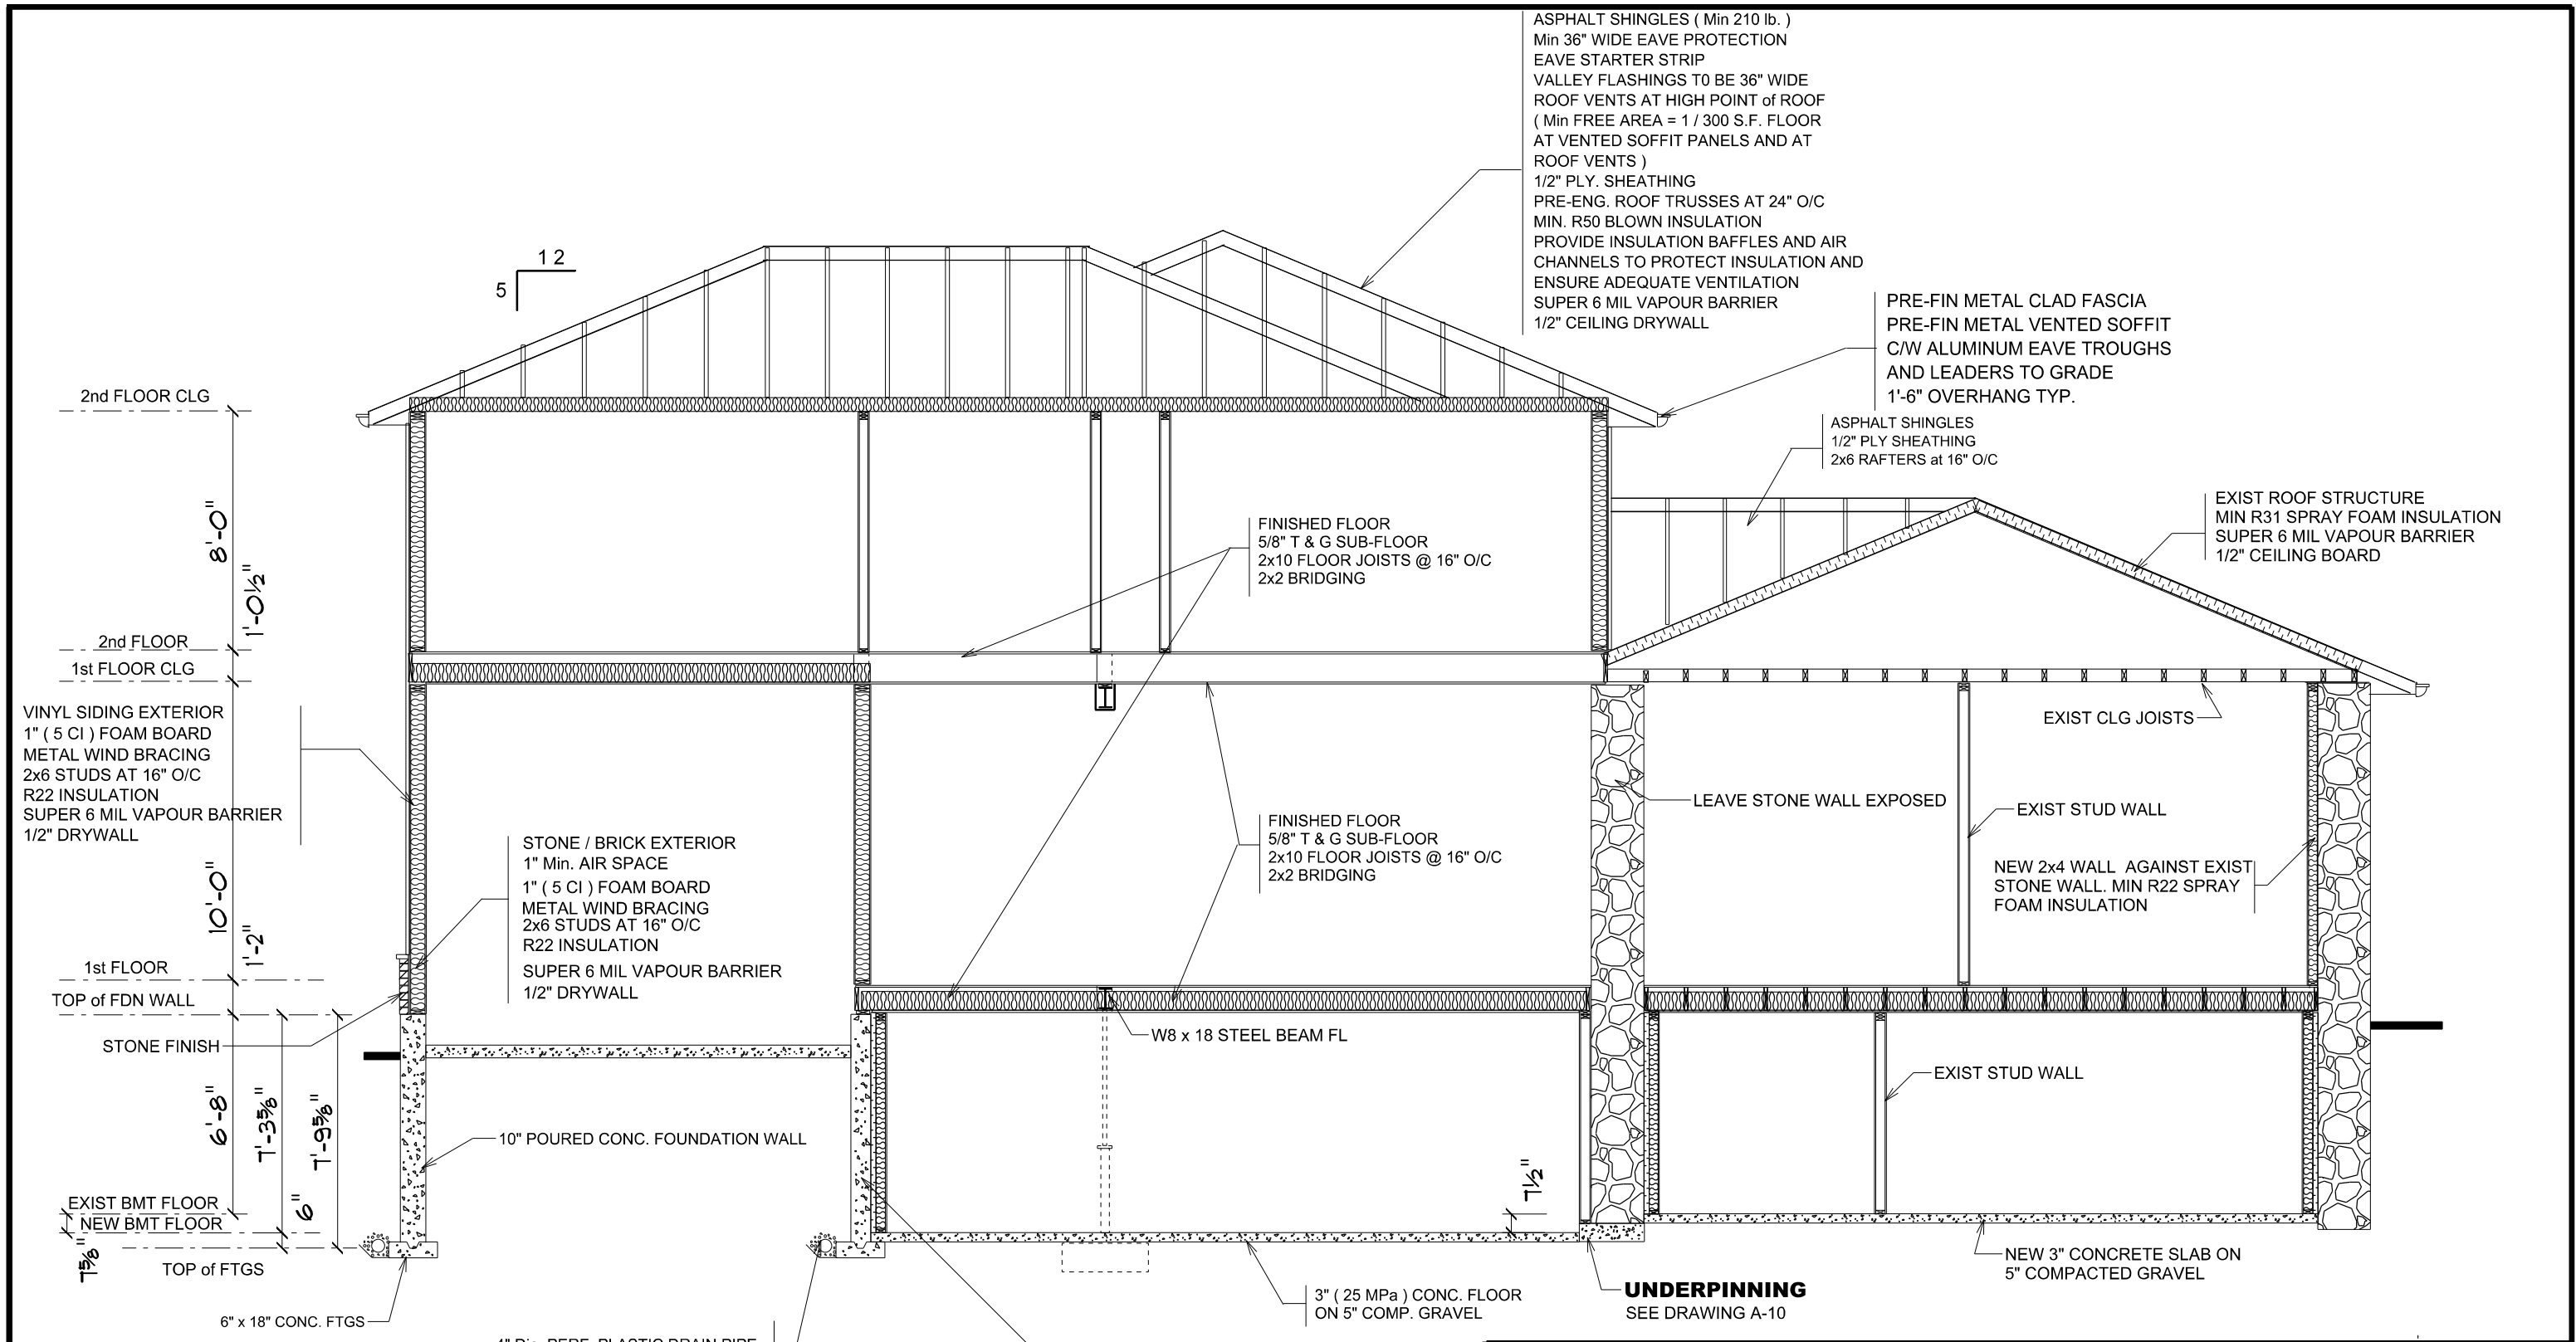 ASPHALT SHINGLES ( Min 210 lb. )
Min 36" WIDE EAVE PROTECTION
EAVE STARTER STRIP
VALLEY FLASHINGS T0 BE 36" WIDE
ROOF VENTS AT HIGH POINT of ROOF
( Min FREE AREA = 1 / 300 S.F. FLOOR
AT VENTED SOFFIT PANELS AND AT
ROOF VENTS )
1/2" PLY. SHEATHING
PRE-ENG. ROOF TRUSSES AT 24" O/C
MIN. R50 BLOWN INSULATION
PROVIDE INSULATION BAFFLES AND AIR
CHANNELS TO PROTECT INSULATION AND
ENSURE ADEQUATE VENTILATION
SUPER 6 MIL VAPOUR BARRIER
1/2" CEILING DRYWALL
12
5
PRE-FIN METAL CLAD FASCIA
PRE-FIN METAL VENTED SOFFIT
C/W ALUMINUM EAVE TROUGHS
AND LEADERS TO GRADE
1'-6" OVERHANG TYP.
ASPHALT SHINGLES
1/2" PLY SHEATHING
2x6 RAFTERS at 16" O/C
EXIST ROOF STRUCTURE
MIN R31 SPRAY FOAM INSULATION
SUPER 6 MIL VAPOUR BARRIER
1/2" CEILING BOARD
2nd FLOOR CLG
8'-0"
1'-0½"
2nd FLOOR
1st FLOOR CLG
FINISHED FLOOR
5/8" T & G SUB-FLOOR
2x10 FLOOR JOISTS @ 16" O/C
2x2 BRIDGING
VINYL SIDING EXTERIOR
1" ( 5 CI ) FOAM BOARD
METAL WIND BRACING
2x6 STUDS AT 16" O/C
R22 INSULATION
SUPER 6 MIL VAPOUR BARRIER
1/2" DRYWALL
EXIST CLG JOISTS
LEAVE STONE WALL EXPOSED
EXIST STUD WALL
STONE / BRICK EXTERIOR
1" Min. AIR SPACE
1" ( 5 CI ) FOAM BOARD
METAL WIND BRACING
2x6 STUDS AT 16" O/C
R22 INSULATION
SUPER 6 MIL VAPOUR BARRIER
1/2" DRYWALL
FINISHED FLOOR
5/8" T & G SUB-FLOOR
2x10 FLOOR JOISTS @ 16" O/C
2x2 BRIDGING
NEW 2x4 WALL AGAINST EXIST
STONE WALL. MIN R22 SPRAY
FOAM INSULATION
10'-0"
1'-2"
1st FLOOR
TOP of FDN WALL
STONE FINISH
W8 x 18 STEEL BEAM FL
EXIST STUD WALL
6'-8"
7'-3⅝"
7'-9⅝"
6"
10" POURED CONC. FOUNDATION WALL
7½"
EXIST BMT FLOOR
NEW BMT FLOOR
7⅝"
TOP of FTGS
6" x 18" CONC. FTGS
NEW 3" CONCRETE SLAB ON
5" COMPACTED GRAVEL
3" ( 25 MPa ) CONC. FLOOR
ON 5" COMP. GRAVEL
UNDERPINNING
SEE DRAWING A-10
4" Dia. PERF. PLASTIC DRAIN PIPE